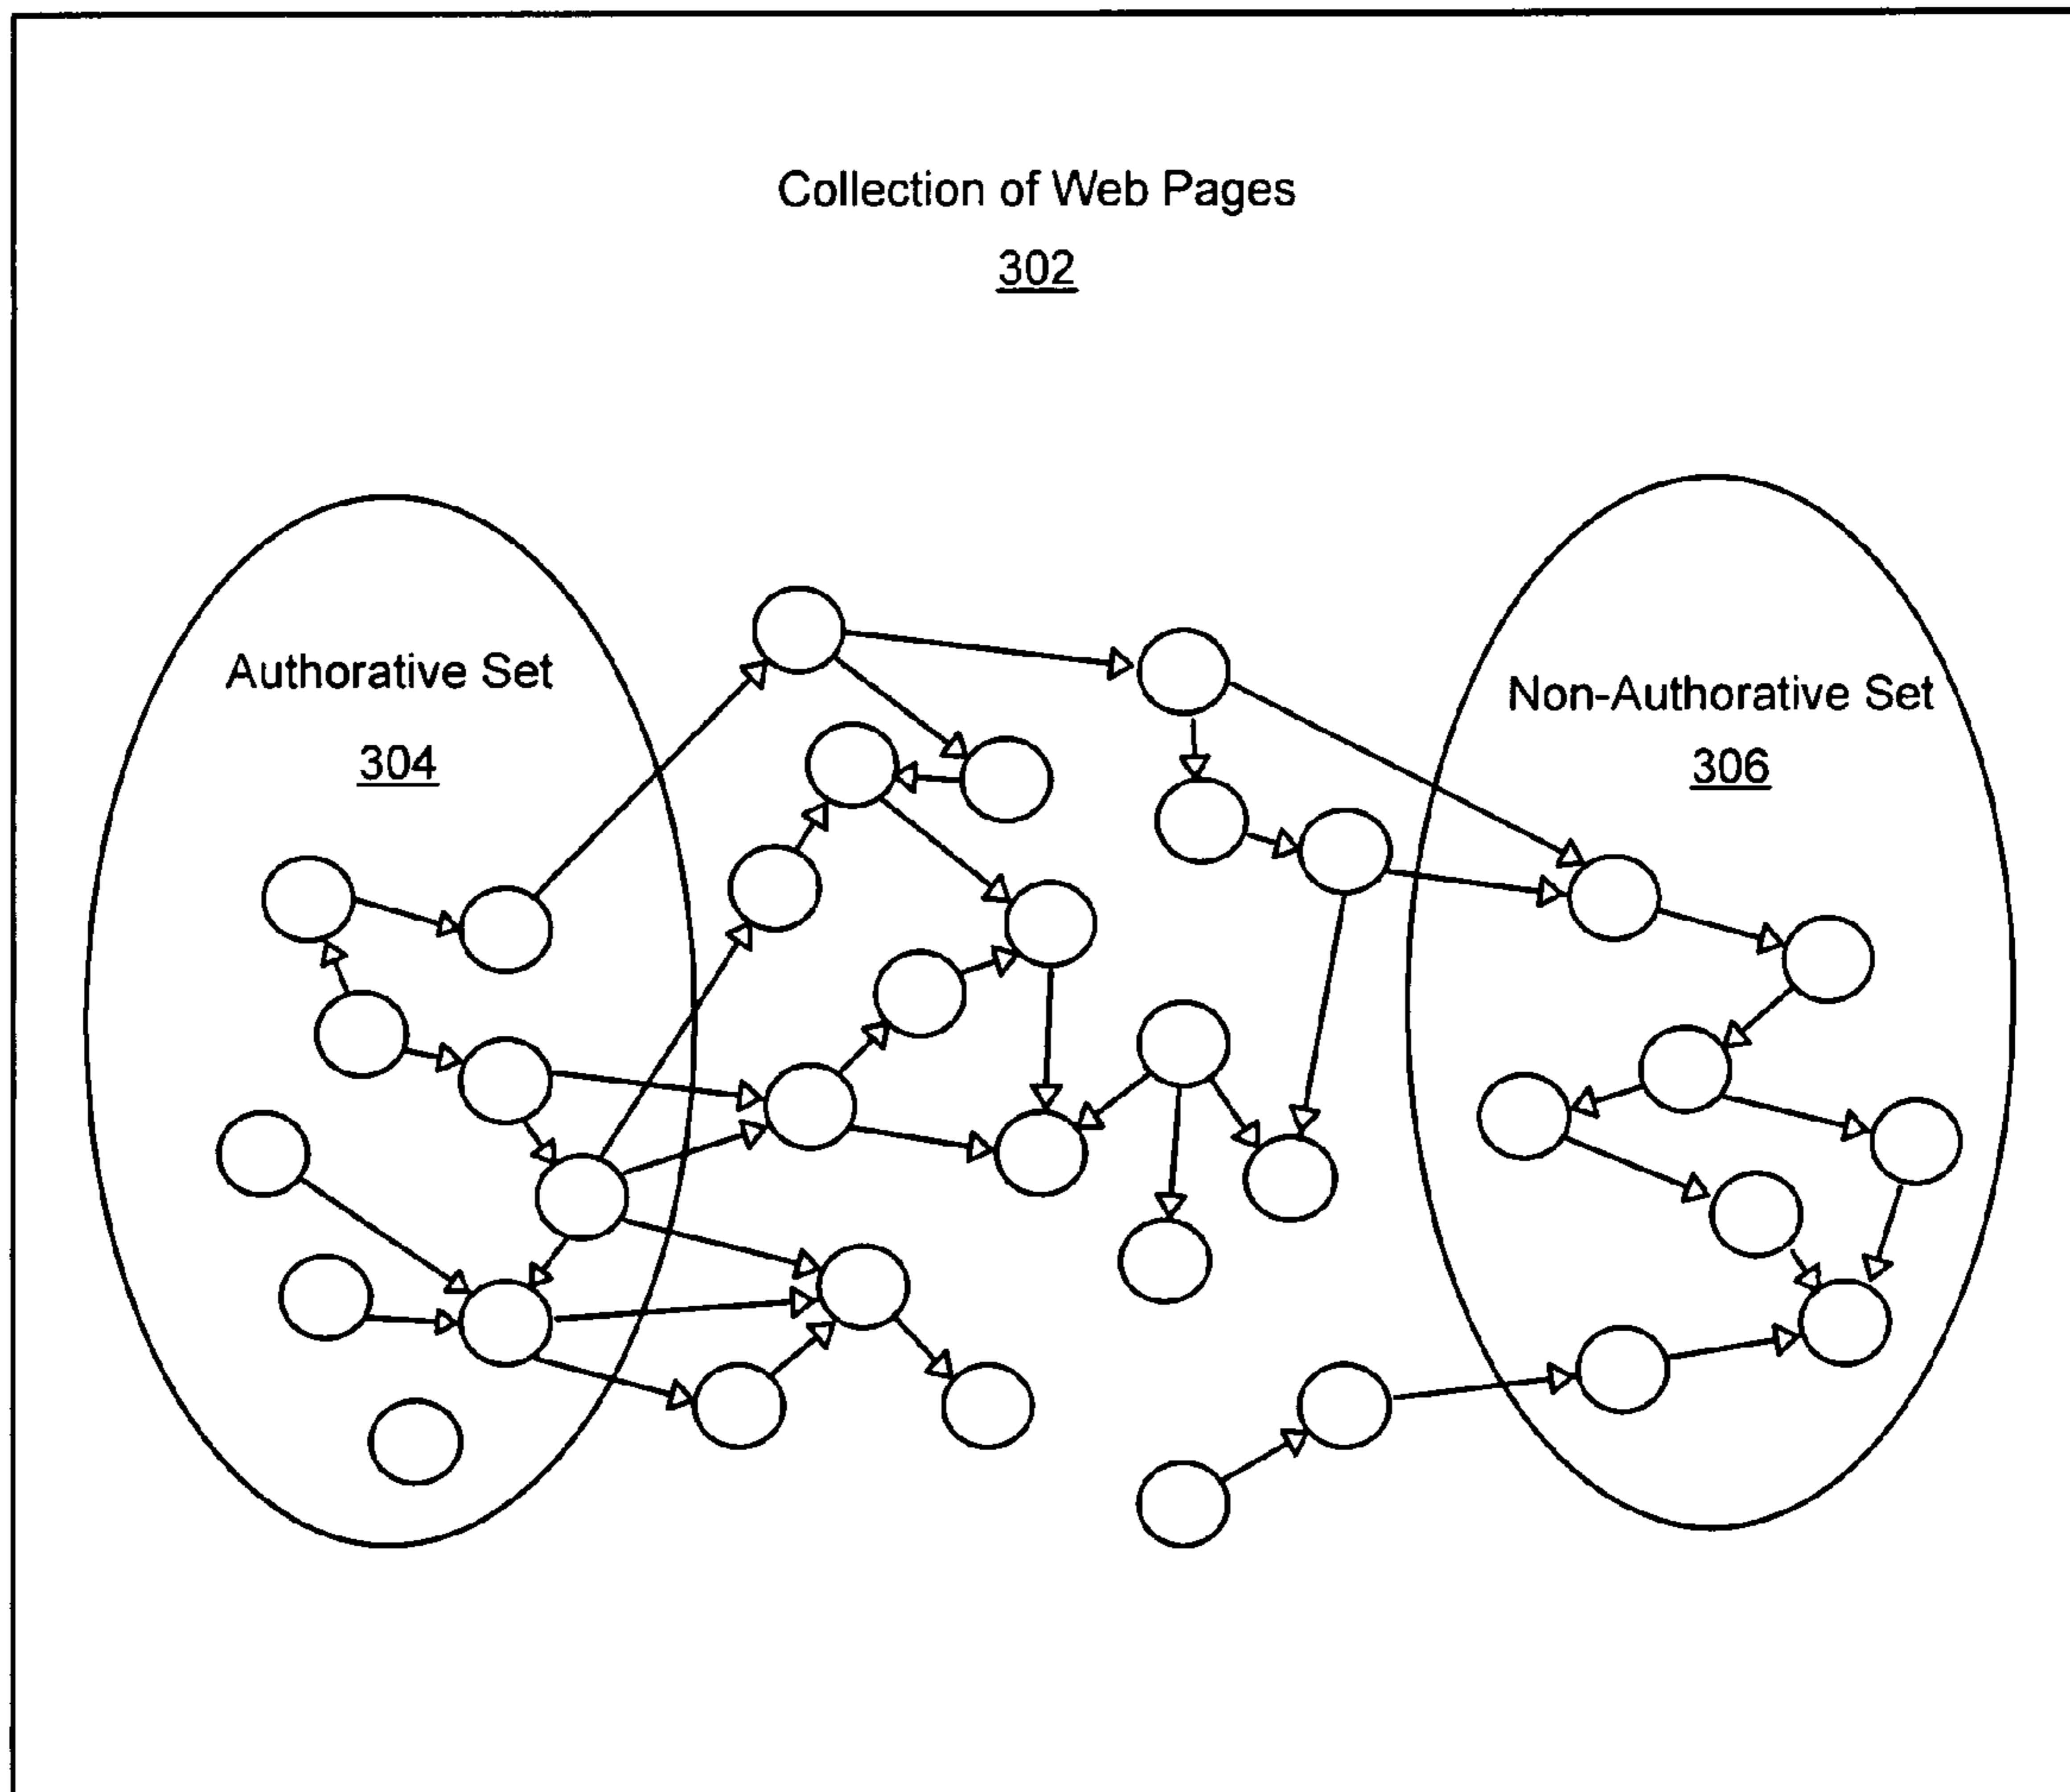 Collection of Web Pages
302
Authorative Set
304
Non-Authorative Set
306